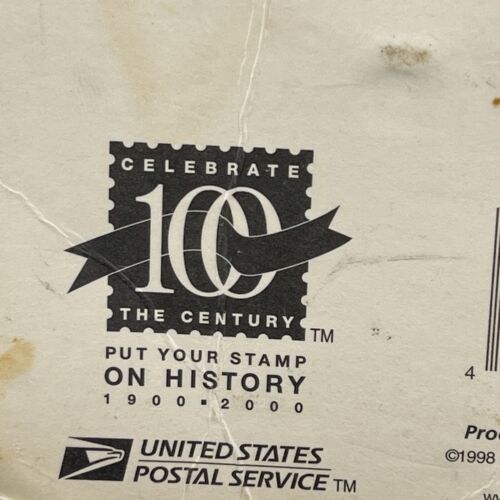 CELEBRATE
100
THE CENTURY
TM
PUT YOUR STAMP
ON HISTORY
1900▪2000
UNITED STATES
POSTAL SERVICE TM
4
Pro
©1998